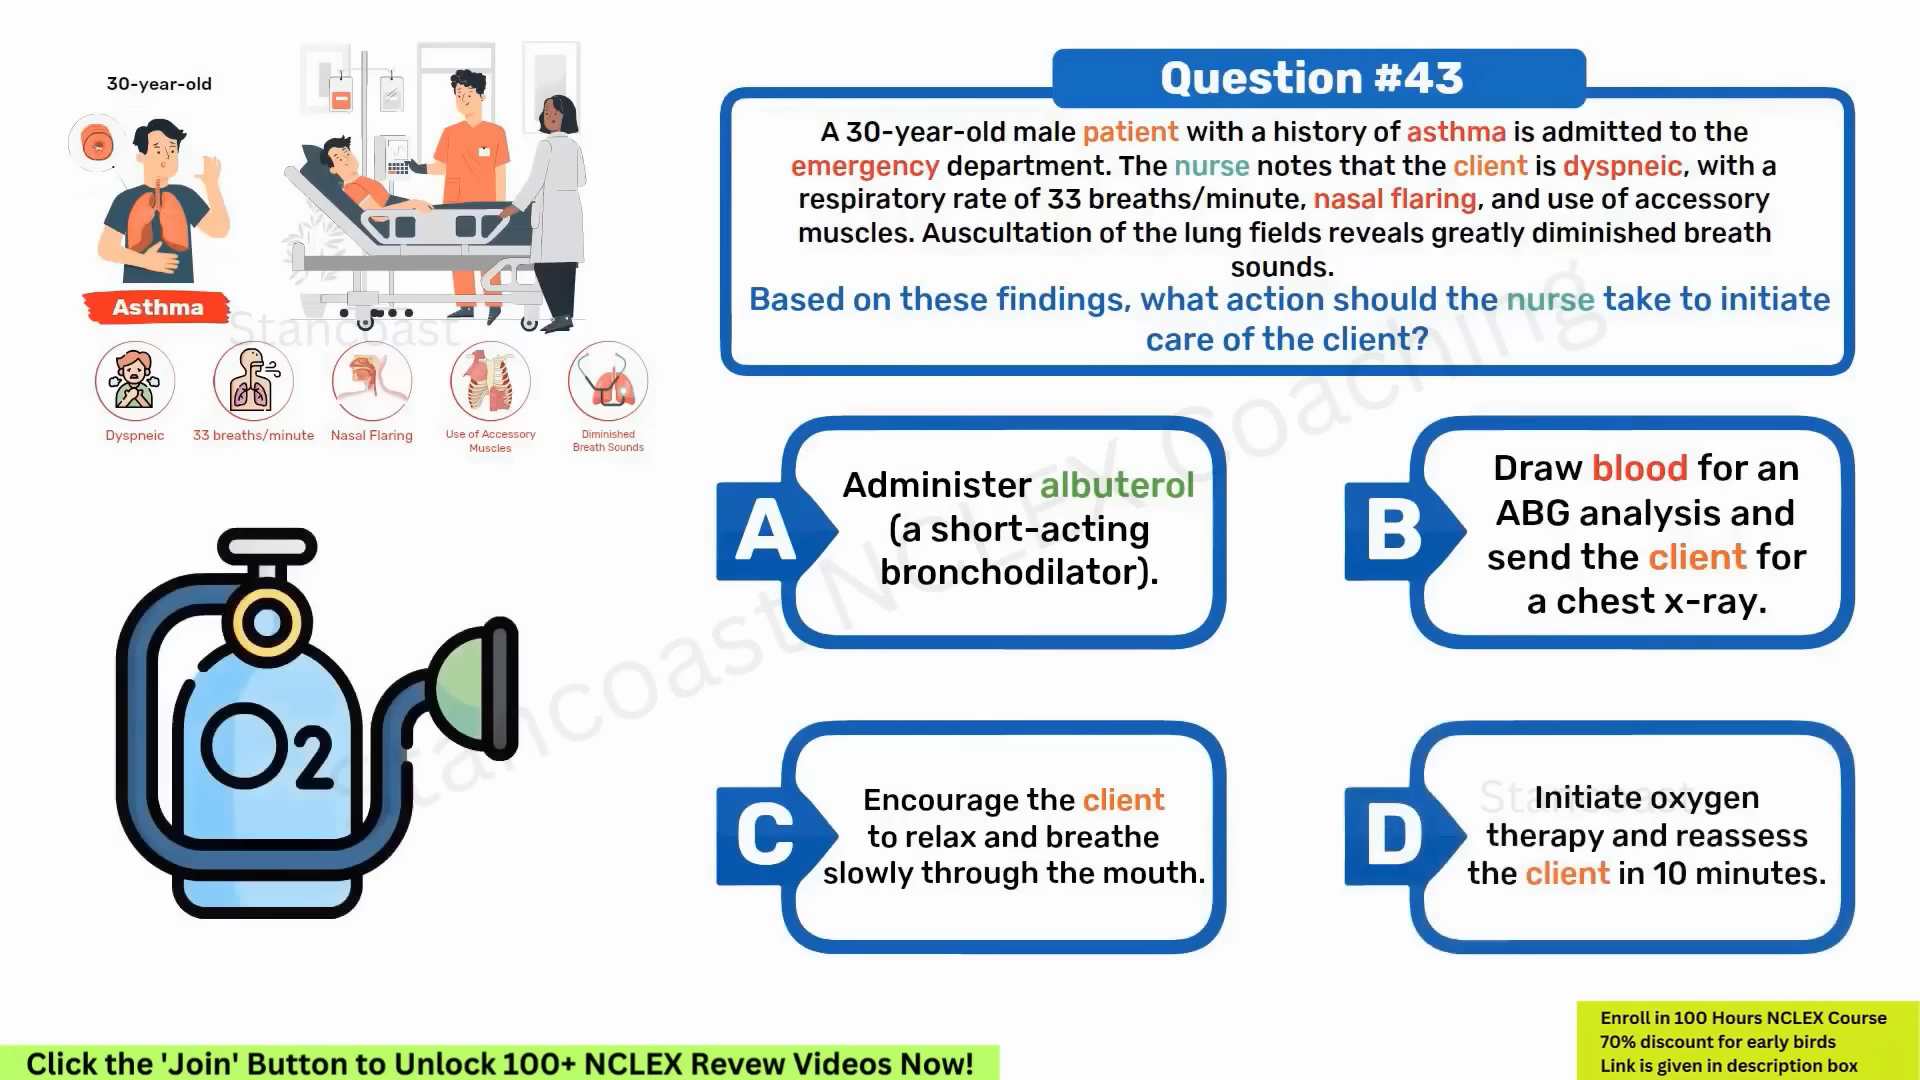 30-year-old
Asthma
Dyspneic
33 breaths/minute
Nasal Flaring
Use of Accessory
Muscles
Diminished
Breath Sounds
O2
Question #43
A 30-year-old male patient with a history of asthma is admitted to the
emergency department. The nurse notes that the client is dyspneic, with a
respiratory rate of 33 breaths/minute, nasal flaring, and use of accessory
muscles. Auscultation of the lung fields reveals greatly diminished breath
sounds.
Based on these findings, what action should the nurse take to initiate
care of the client?
A
Administer albuterol
(a short-acting
bronchodilator).
B
Draw blood for an
ABG analysis and
send the client for
a chest x-ray.
C
Encourage the client
to relax and breathe
slowly through the mouth.
D
Initiate oxygen
therapy and reassess
the client in 10 minutes.
Stancoast
Stancoast NCLEX Coaching
Stancoast
Click the 'Join' Button to Unlock 100+ NCLEX Revew Videos Now!
Enroll in 100 Hours NCLEX Course
70% discount for early birds
Link is given in description box